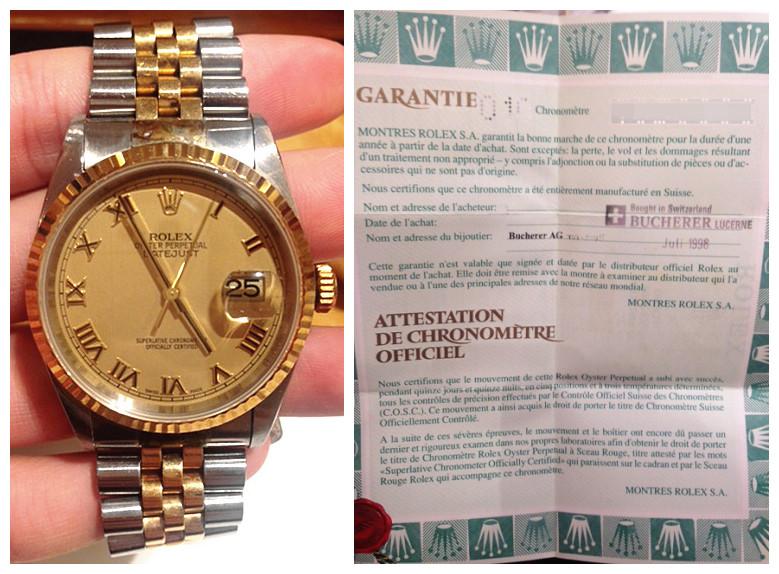 ROLEX
OYSTER PERPETUAL
DATEJUST
X
XI
I
II
25
IX
VIII
VII
VI
V
IIII
SUPERLATIVE CHRONOMETER
OFFICIALLY CERTIFIED
SWISS MADE
GARANTIE
Chronomètre
MONTRES ROLEX S.A. garantit la bonne marche de ce chronomètre pour la durée d'une
année à partir de la date d'achat. Sont exceptés: la perte, le vol et les dommages résultant
d'un traitement non approprié – y compris l'adjonction ou la substitution de pièces ou d'ac-
cessoires qui ne sont pas d'origine.
Nous certifions que ce chronomètre a été entièrement manufacturé en Suisse.
Nom et adresse de l'acheteur:
Bought in Switzerland
Date de l'achat:
BUCHERER LUCERNE
Nom et adresse du bijoutier: Bucherer AG
Juli 1998
Cette garantie n'est valable que signée et datée par le distributeur officiel Rolex au
moment de l'achat. Elle doit être remise avec la montre à examiner au distributeur qui l'a
vendue ou à l'une des principales adresses de notre réseau mondial.
MONTRES ROLEX S.A.
ATTESTATION
DE CHRONOMÈTRE
OFFICIEL
Nous certifions que le mouvement de cette Rolex Oyster Perpetual a subi avec succès,
pendant quinze jours et quinze nuits, en cinq positions et à trois températures déterminées,
tous les contrôles de précision effectués par le Contrôle Officiel Suisse des Chronomètres
(C.O.S.C.). Ce mouvement a ainsi acquis le droit de porter le titre de Chronomètre Suisse
Officiellement Contrôlé.
A la suite de ces sévères épreuves, le mouvement et le boîtier ont encore dû passer un
dernier et rigoureux examen dans nos propres laboratoires afin d'obtenir le droit de porter
le titre de Chronomètre Rolex Oyster Perpetual à Sceau Rouge, titre attesté par les mots
«Superlative Chronometer Officially Certified» qui paraissent sur le cadran et par le Sceau
Rouge Rolex qui accompagne ce chronomètre.
MONTRES ROLEX S.A.